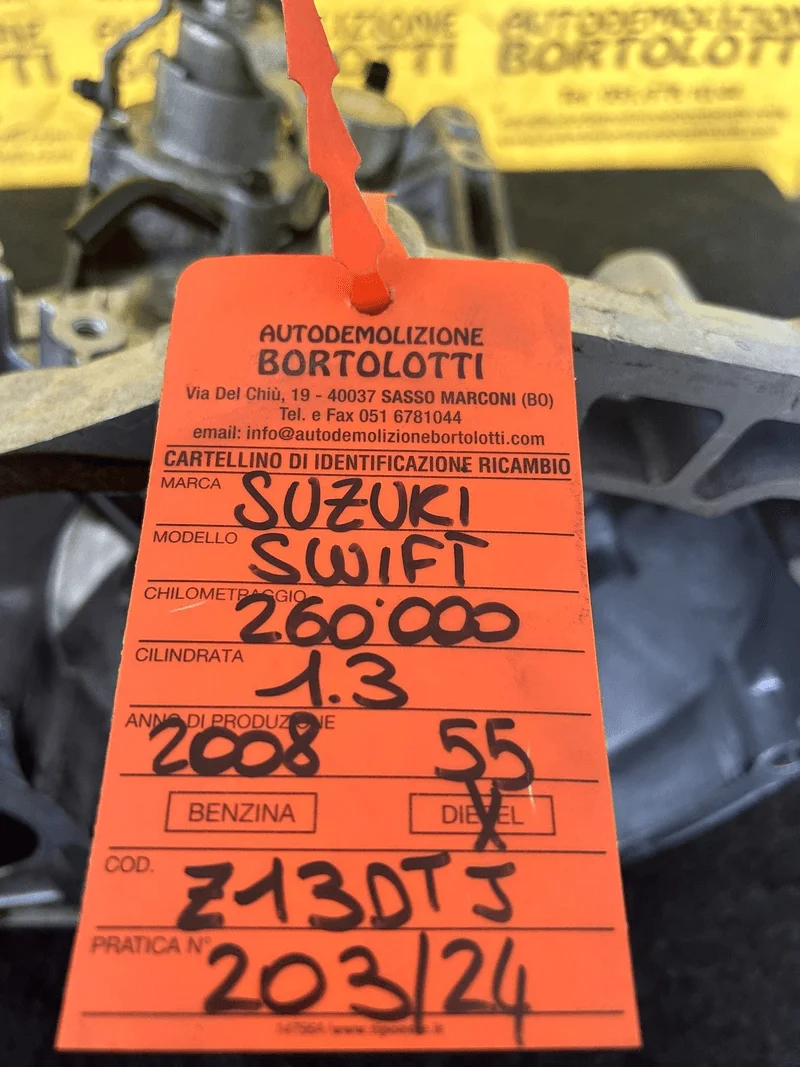 AUTODEMOLIZIONE
BORTOLOTTI
AUTODEMOLIZIONE
BORTOLOTTI
Via Del Chiù, 19 - 40037 SASSO MARCONI (BO)
Tel. e Fax 051 6781044
email: info@autodemolizionebortolotti.com
CARTELLINO DI IDENTIFICAZIONE RICAMBIO
MARCA SUZUKI
MODELLO SWIFT
CHILOMETRAGGIO 260'000
CILINDRATA 1.3
ANNO DI PRODUZIONE 2008 55
BENZINA DIESEL X
COD. Z13DTJ
PRATICA N° 203/24